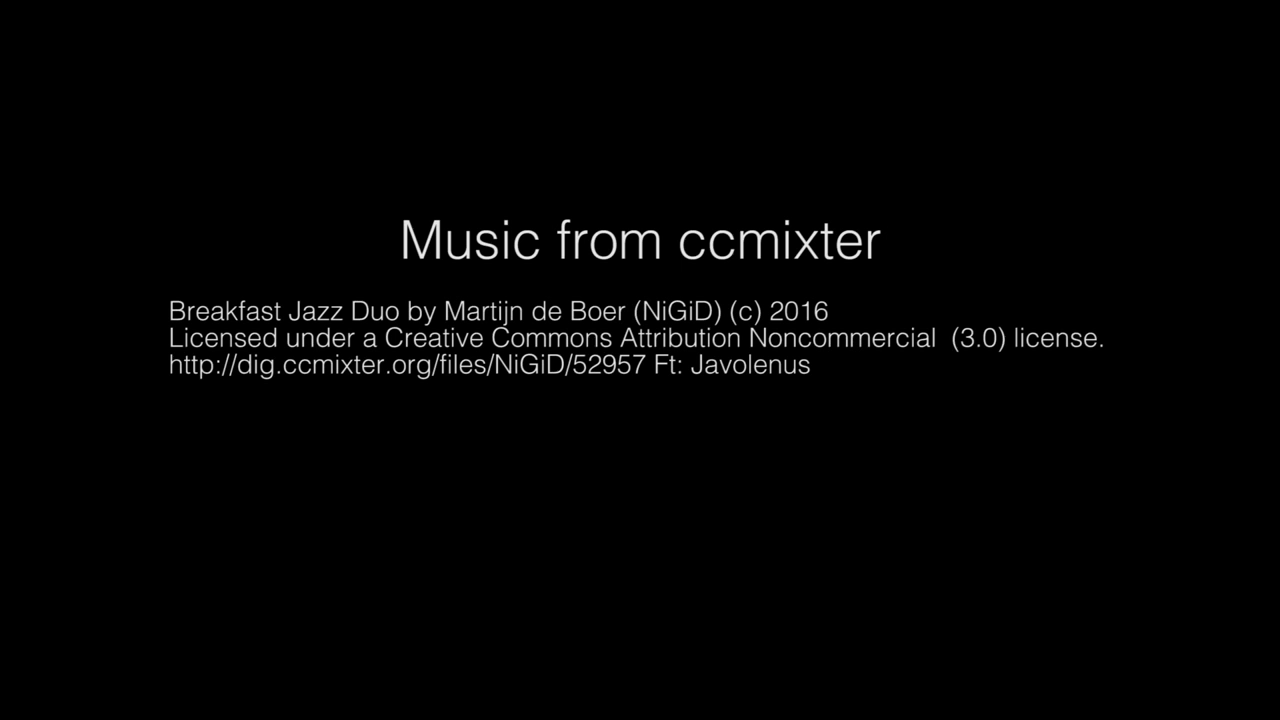 Music from ccmixter
Breakfast Jazz Duo by Martijn de Boer (NiGiD) (c) 2016
Licensed under a Creative Commons Attribution Noncommercial  (3.0) license.
http://dig.ccmixter.org/files/NiGiD/52957 Ft: Javolenus